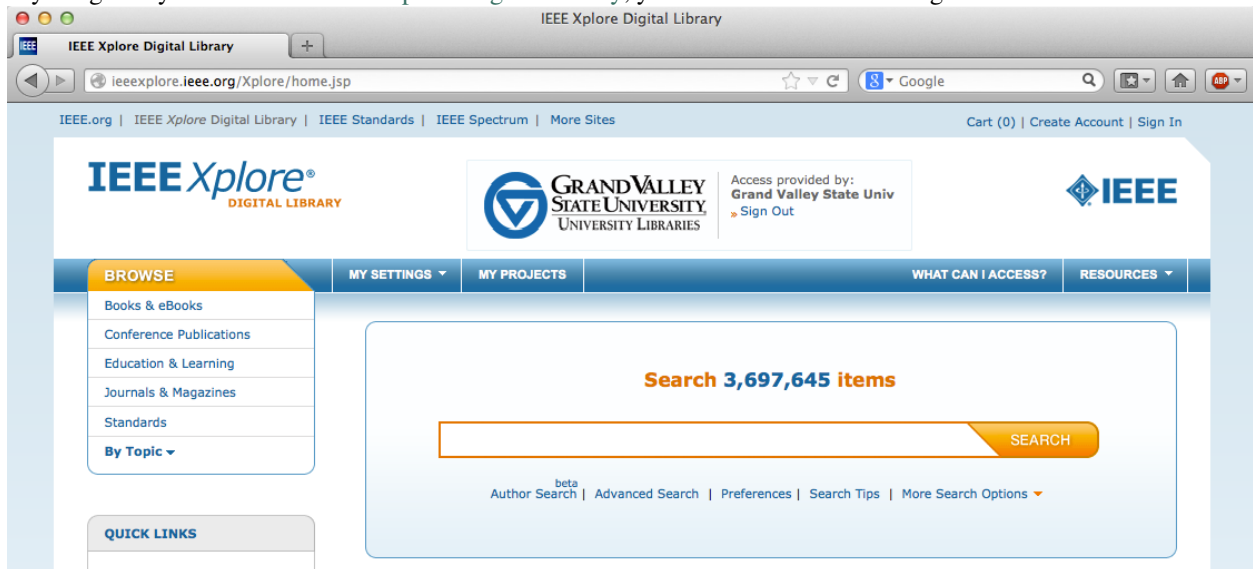 IEEE Xplore Digital Library
IEEE IEEE Xplore Digital Library +
ieeexplore.ieee.org/Xplore/home.jsp Google ABP
IEEE.org | IEEE Xplore Digital Library | IEEE Standards | IEEE Spectrum | More Sites Cart (0) | Create Account | Sign In
IEEE Xplore®
DIGITAL LIBRARY
GRAND VALLEY
STATE UNIVERSITY
UNIVERSITY LIBRARIES
Access provided by:
Grand Valley State Univ
» Sign Out
IEEE
BROWSE MY SETTINGS MY PROJECTS WHAT CAN I ACCESS? RESOURCES
Books & eBooks
Conference Publications
Education & Learning
Journals & Magazines
Standards
By Topic
Search 3,697,645 items
SEARCH
beta
Author Search | Advanced Search | Preferences | Search Tips | More Search Options
QUICK LINKS